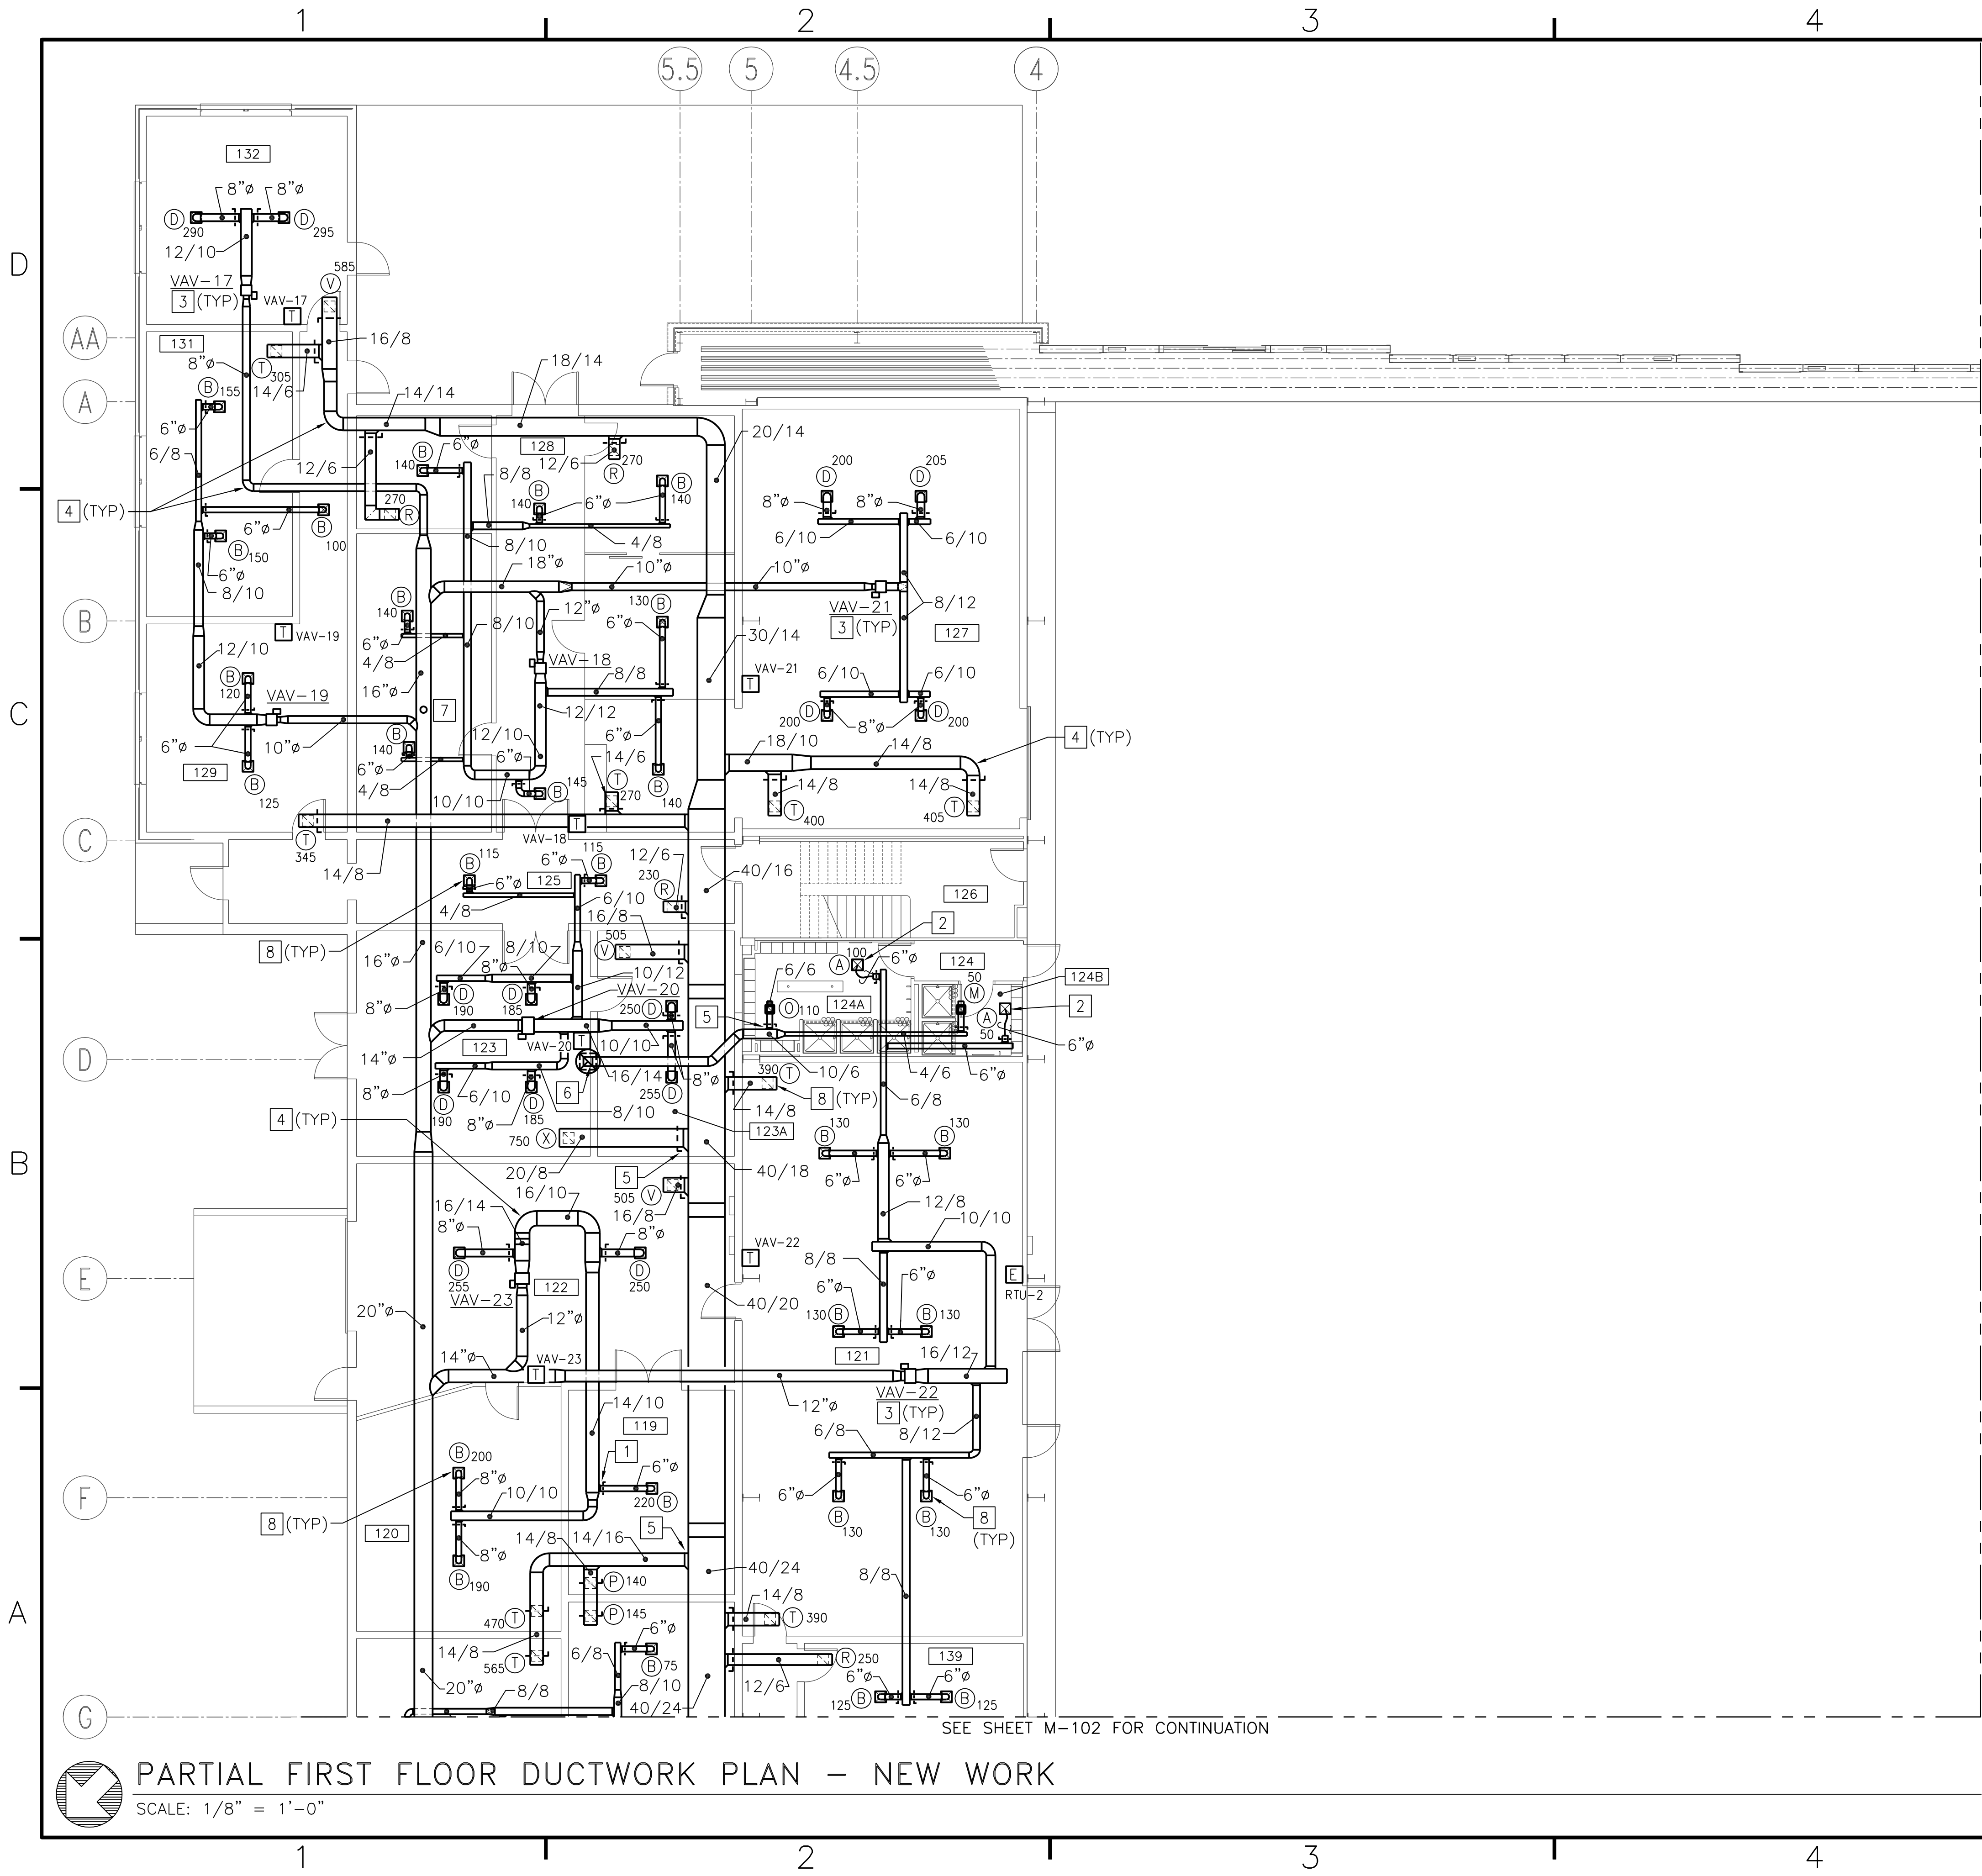 1 2 3 4
5.5 5 4.5 4
132
8"ø 8"ø
D 290 D 295
12/10
D
585
V
VAV-17
3 (TYP)
VAV-17
T
AA
131
16/8
8"ø
T 305
14/6
18/14
A
B 155
14/14
20/14
6"ø
128
B 6"ø
140
12/6
270
R
6/8
12/6
8/8
B
140
6"ø
B
140
200 205
D D
8"ø 8"ø
4 (TYP)
270
R
6"ø
B
100
6/10 6/10
B 150
8/10
4/8
6"ø
18"ø
10"ø 10"ø
8/10
B
140
12"ø
130 B
VAV-21
3 (TYP)
8/12
127
B
T VAV-19
8/10
6"ø
6"ø
30/14
12/10
4/8
VAV-18
8/8
VAV-21
T
6/10 6/10
B
120
VAV-19
16"ø
C
7
12/12
D D
200 8"ø 200
6"ø 10"ø
B
140
12/10
6"ø
6"ø
14/6
18/10 14/8
4 (TYP)
129
6"ø
B
125
4/8
10/10
B 145
T
270
B
140
14/8 14/8
T
400
T
405
C
T
345
14/8
T
VAV-18
115
B
115
6"ø B
12/6
230
R
40/16
6"ø
125
4/8
6/10
16/8
126
2
8 (TYP)
6/10 8/10
505
V
16"ø
8"ø
10/12
100
A 6"ø
124
50
M
124B
6/6
8"ø
D
190
D
185
VAV-20
250 D
5
O 110
124A
A
50
2
D
14"ø
123
VAV-20
T
10/10
6"ø
8"ø
6/10
16/14
8"ø
10/6
4/6
6"ø
D
190
8"ø
D
185
8/10
6
255 D
390 T
14/8
8 (TYP)
6/8
4 (TYP)
123A
130
B
130
B
750 X
B
20/8
5
40/18
6"ø 6"ø
16/10
16/14
505 V
16/8
12/8
10/10
8"ø
8"ø
VAV-22
T
8/8
D
255
122
D
250
6"ø 6"ø
E
E
RTU-2
VAV-23
40/20
20"ø
12"ø
130 B B 130
14"ø
VAV-23
T
121
16/12
VAV-22
3 (TYP)
12"ø
14/10
119
6/8
8/12
B 200
1
8"ø
6"ø
F
10/10
220 B
6"ø 6"ø
8 (TYP)
120
B
130
B
130
8
(TYP)
5
14/8 14/16
8"ø
B 190
P 140
40/24
8/8
A
470 T
P 145
14/8
T 390
14/8
6/8
6"ø
565 T
B 75
R 250
139
20"ø
8/8
8/10
40/24
12/6
6"ø 6"ø
125 B B 125
G
SEE SHEET M-102 FOR CONTINUATION
PARTIAL FIRST FLOOR DUCTWORK PLAN - NEW WORK
SCALE: 1/8" = 1'-0"
1 2 3 4